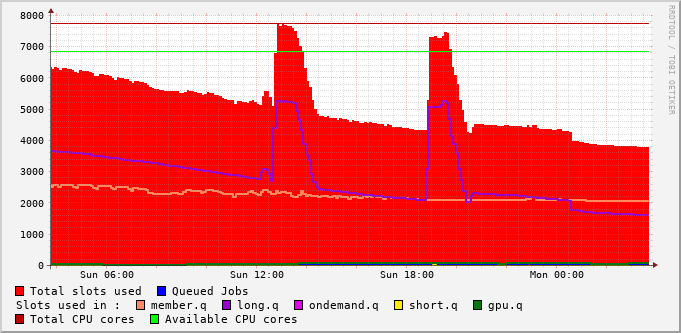 8000
7000
6000
5000
4000
3000
2000
1000
0
Sun 06:00 Sun 12:00 Sun 18:00 Mon 00:00
Total slots used Queued Jobs
Slots used in : member.q long.q ondemand.q short.q gpu.q
Total CPU cores Available CPU cores
RRDTOOL / TOBI OETIKER